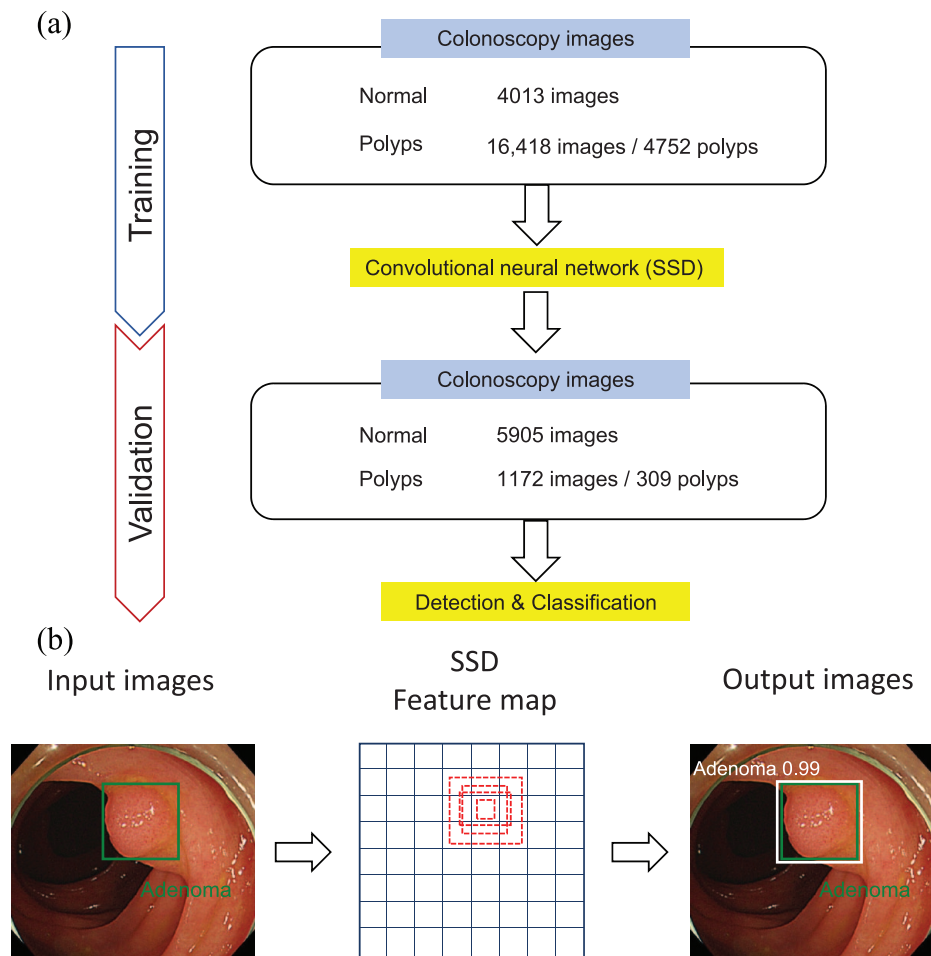 (a)
Training
Colonoscopy images
Normal 4013 images
Polyps 16,418 images / 4752 polyps
Convolutional neural network (SSD)
Validation
Colonoscopy images
Normal 5905 images
Polyps 1172 images / 309 polyps
Detection & Classification
(b)
Input images
SSD
Feature map
Output images
Adenoma
Adenoma 0.99
Adenoma